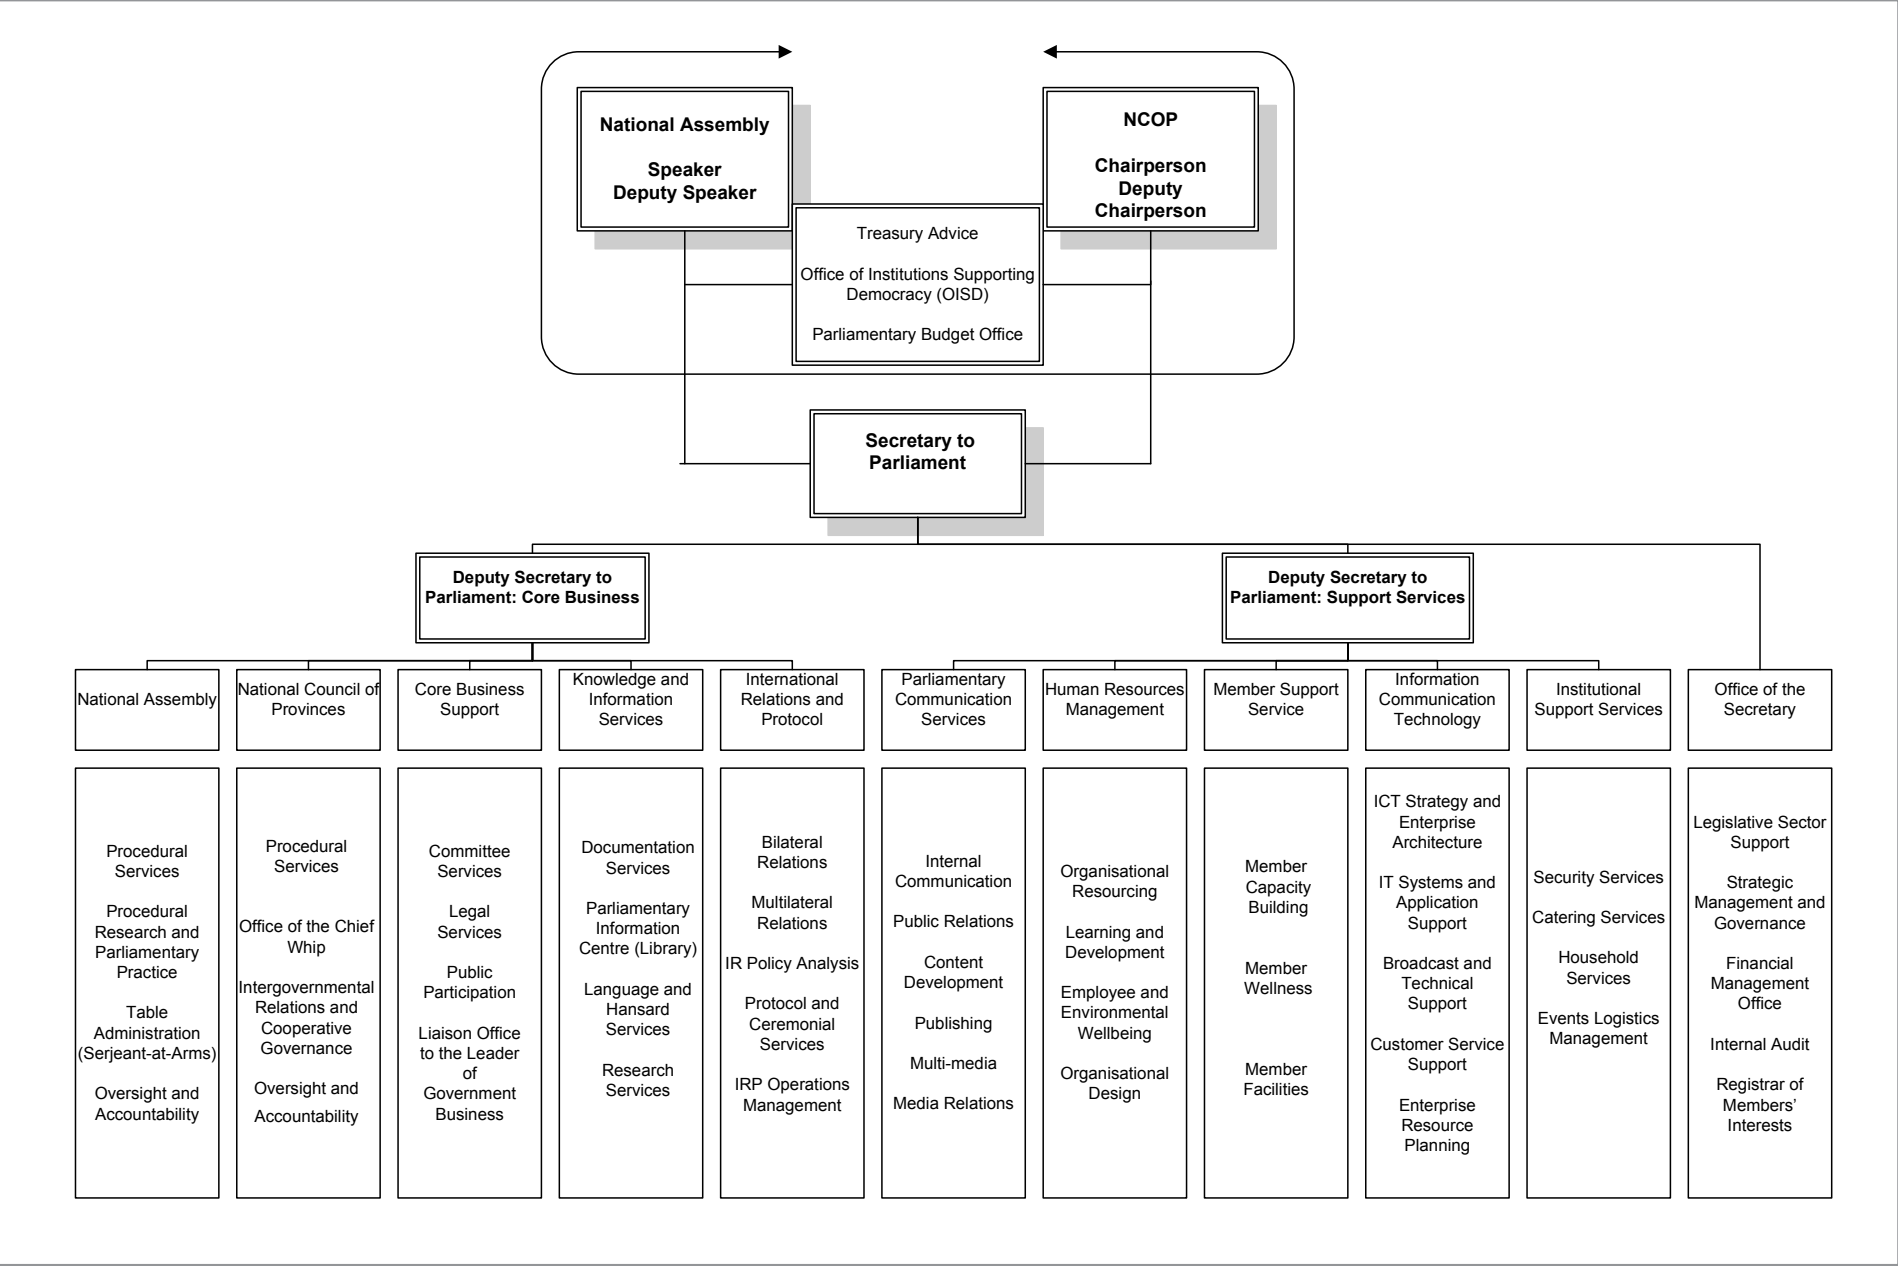 National Assembly
Speaker
Deputy Speaker
NCOP
Chairperson
Deputy
Chairperson
Treasury Advice
Office of Institutions Supporting
Democracy (OISD)
Parliamentary Budget Office
Secretary to
Parliament
Deputy Secretary to
Parliament: Core Business
Deputy Secretary to
Parliament: Support Services
National Assembly
National Council of
Provinces
Core Business
Support
Knowledge and
Information
Services
International
Relations and
Protocol
Parliamentary
Communication
Services
Human Resources
Management
Member Support
Service
Information
Communication
Technology
Institutional
Support Services
Office of the
Secretary
Procedural
Services
Procedural
Research and
Parliamentary
Practice
Table
Administration
(Serjeant-at-Arms)
Oversight and
Accountability
Procedural
Services
Office of the Chief
Whip
Intergovernmental
Relations and
Cooperative
Governance
Oversight and
Accountability
Committee
Services
Legal
Services
Public
Participation
Liaison Office
to the Leader
of
Government
Business
Documentation
Services
Parliamentary
Information
Centre (Library)
Language and
Hansard
Services
Research
Services
Bilateral
Relations
Multilateral
Relations
IR Policy Analysis
Protocol and
Ceremonial
Services
IRP Operations
Management
Internal
Communication
Public Relations
Content
Development
Publishing
Multi-media
Media Relations
Organisational
Resourcing
Learning and
Development
Employee and
Environmental
Wellbeing
Organisational
Design
Member
Capacity
Building
Member
Wellness
Member
Facilities
ICT Strategy and
Enterprise
Architecture
IT Systems and
Application
Support
Broadcast and
Technical
Support
Customer Service
Support
Enterprise
Resource
Planning
Security Services
Catering Services
Household
Services
Events Logistics
Management
Legislative Sector
Support
Strategic
Management and
Governance
Financial
Management
Office
Internal Audit
Registrar of
Members’
Interests